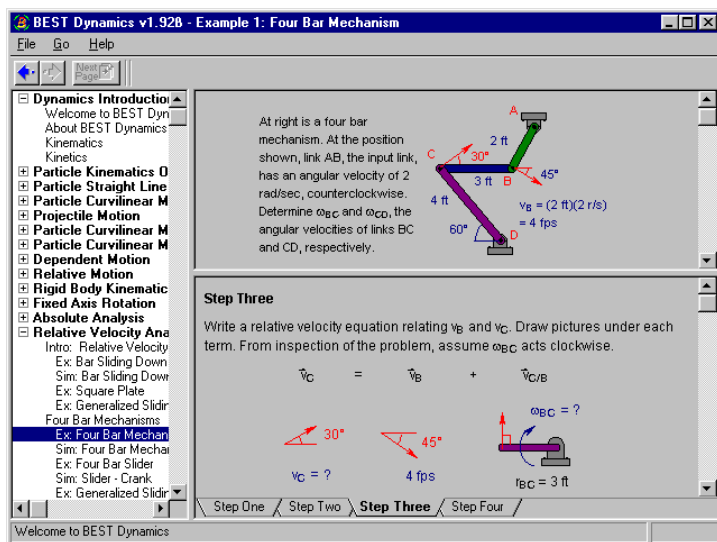 BEST Dynamics v1.92ß - Example 1: Four Bar Mechanism
File Go Help
Next
Page
Dynamics Introduction
Welcome to BEST Dyn
About BEST Dynamics
Kinematics
Kinetics
Particle Kinematics O
Particle Straight Line
Particle Curvilinear M
Projectile Motion
Particle Curvilinear M
Particle Curvilinear M
Dependent Motion
Relative Motion
Rigid Body Kinematic
Fixed Axis Rotation
Absolute Analysis
Relative Velocity Ana
Intro: Relative Velocity
Ex: Bar Sliding Down
Sim: Bar Sliding Down
Ex: Square Plate
Ex: Generalized Slidin
Four Bar Mechanisms
Ex: Four Bar Mechan
Sim: Four Bar Mechar
Ex: Four Bar Slider
Sim: Slider - Crank
Ex: Generalized Slidin
At right is a four bar
mechanism. At the position
shown, link AB, the input link,
has an angular velocity of 2
rad/sec, counterclockwise.
Determine ωBC and ωCD, the
angular velocities of links BC
and CD, respectively.
A
2 ft
C
30°
3 ft
B
45°
4 ft
vB = (2 ft)(2 r/s)
= 4 fps
60°
D
Step Three
Write a relative velocity equation relating vB and vC. Draw pictures under each
term. From inspection of the problem, assume ωBC acts clockwise.
v⃗C = v⃗B + v⃗C/B
ωBC = ?
30°
45°
vC = ?
4 fps
rBC = 3 ft
Step One Step Two Step Three Step Four
Welcome to BEST Dynamics